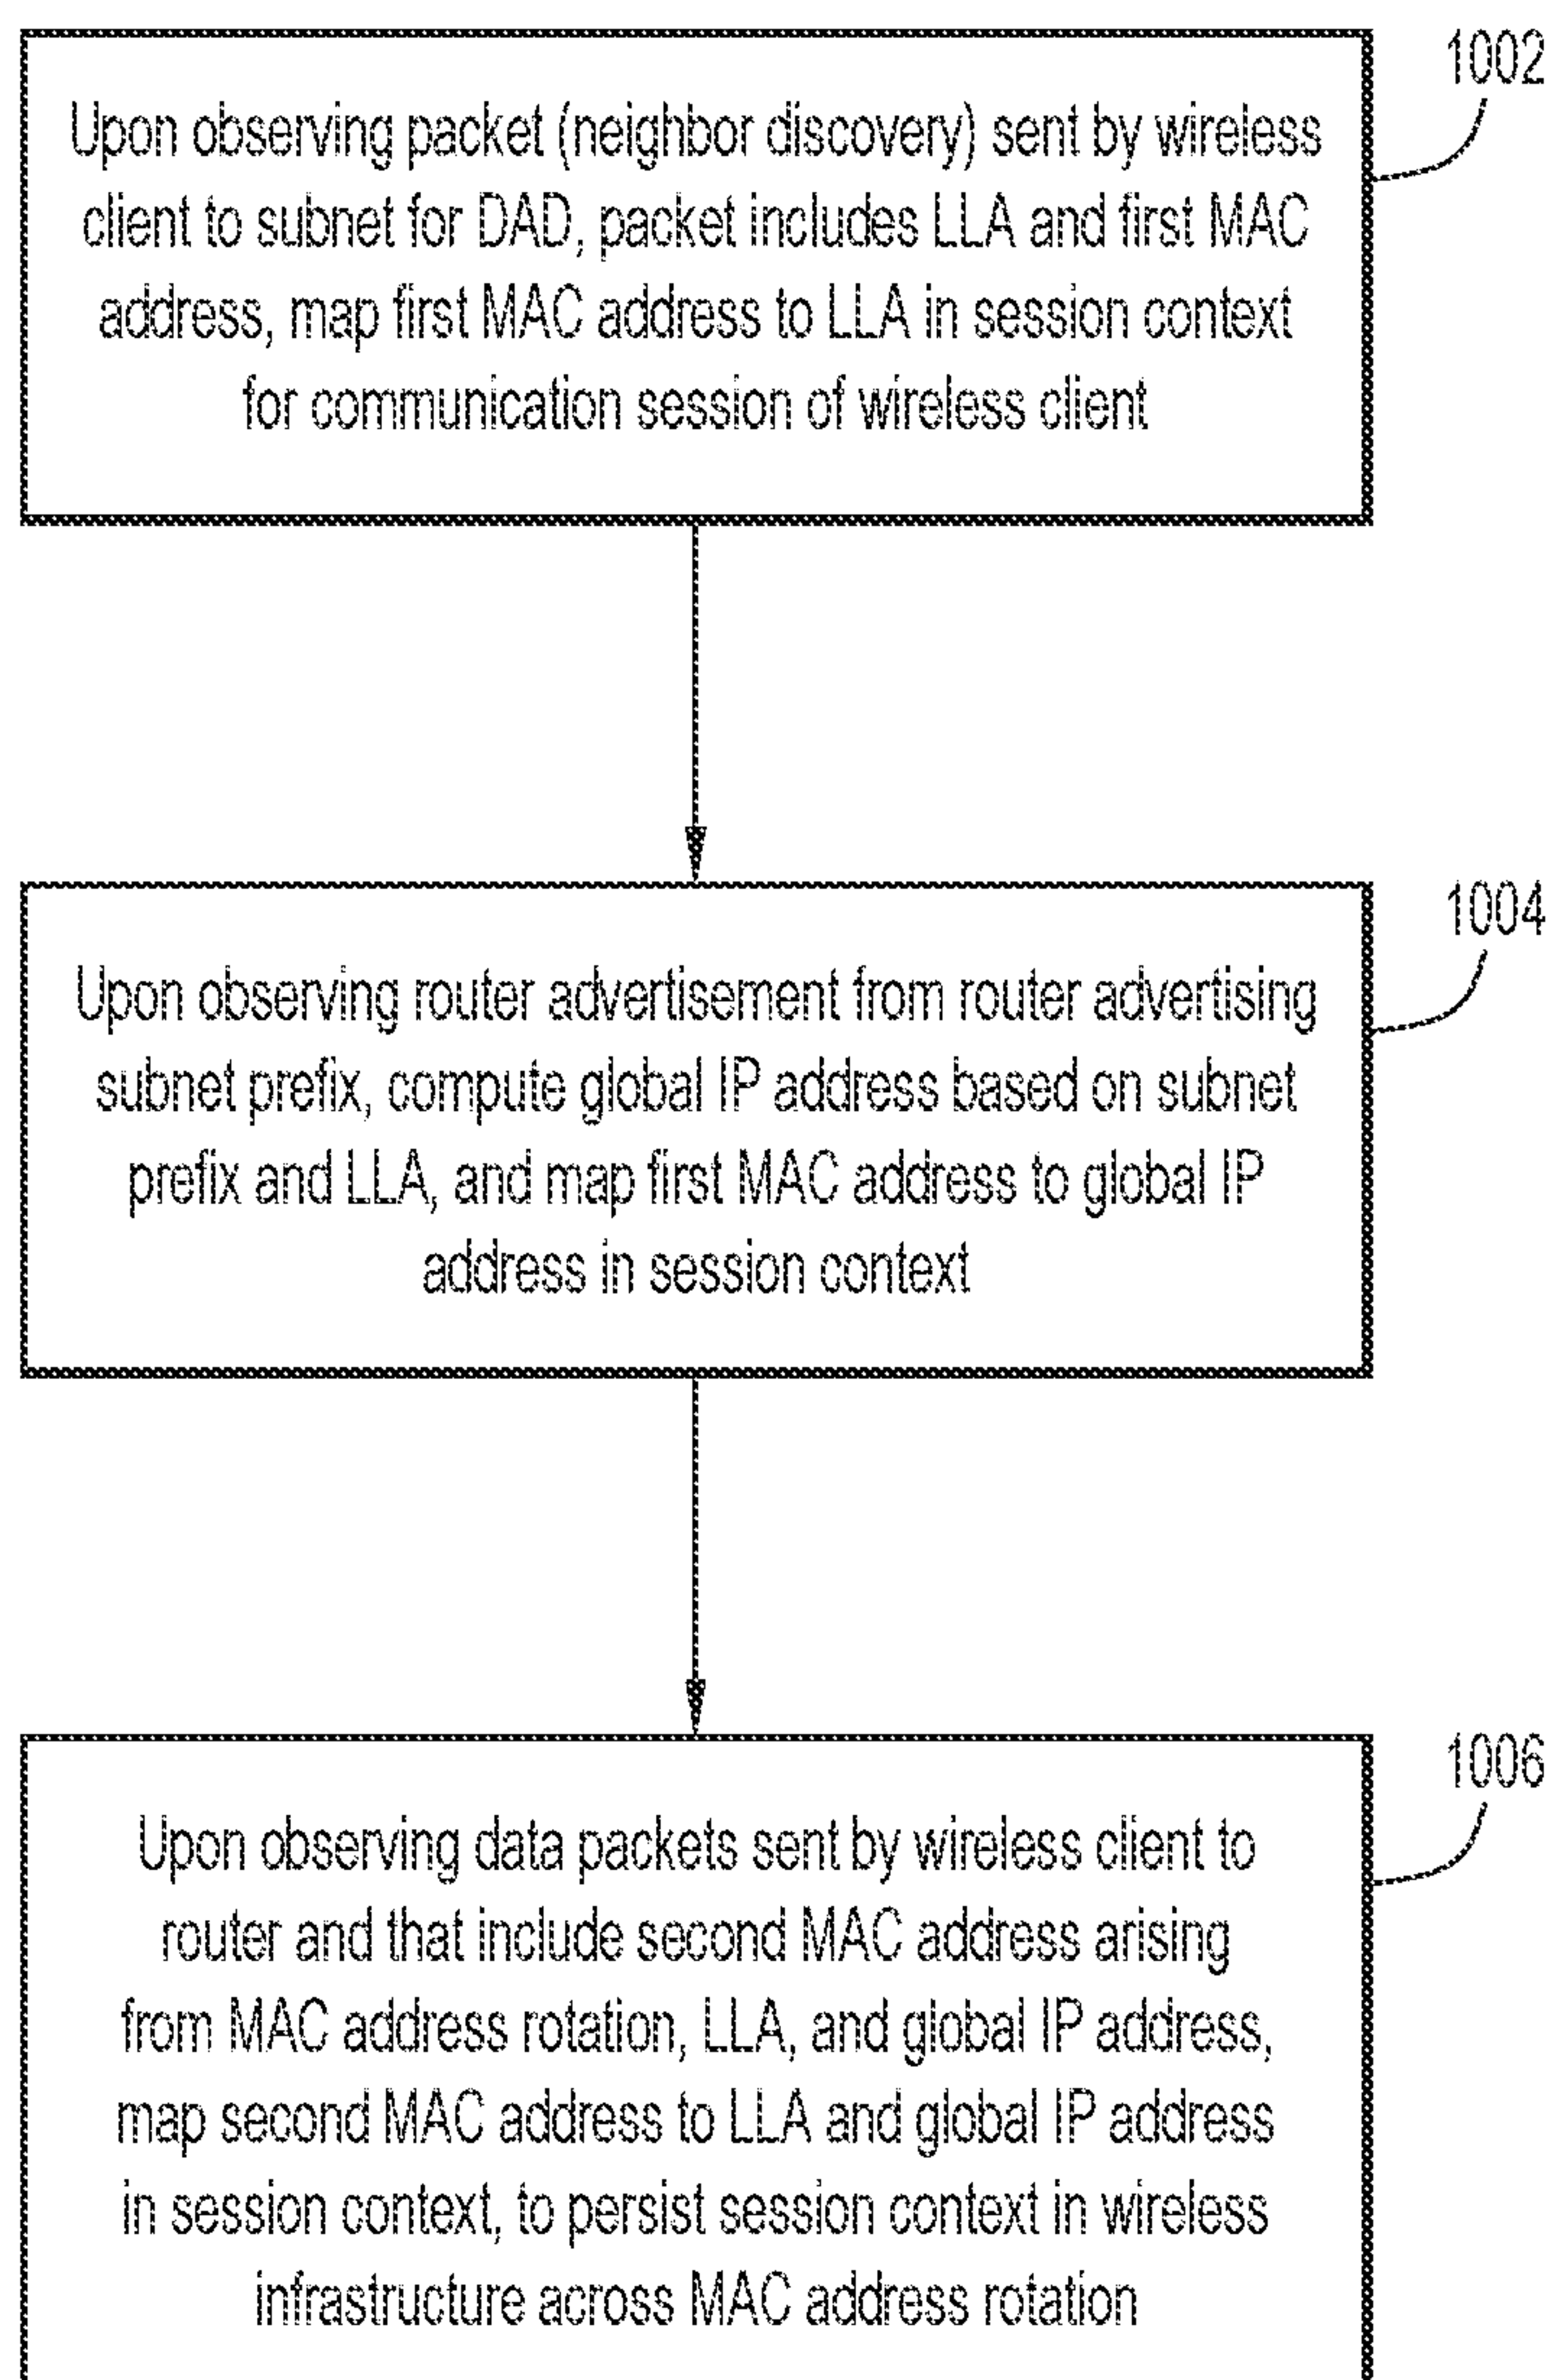 1002
Upon observing packet (neighbor discovery) sent by wireless
client to subnet for DAD, packet includes LLA and first MAC
address, map first MAC address to LLA in session context
for communication session of wireless client
1004
Upon observing router advertisement from router advertising
subnet prefix, compute global IP address based on subnet
prefix and LLA, and map first MAC address to global IP
address in session context
1006
Upon observing data packets sent by wireless client to
router and that include second MAC address arising
from MAC address rotation, LLA, and global IP address,
map second MAC address to LLA and global IP address
in session context, to persist session context in wireless
infrastructure across MAC address rotation